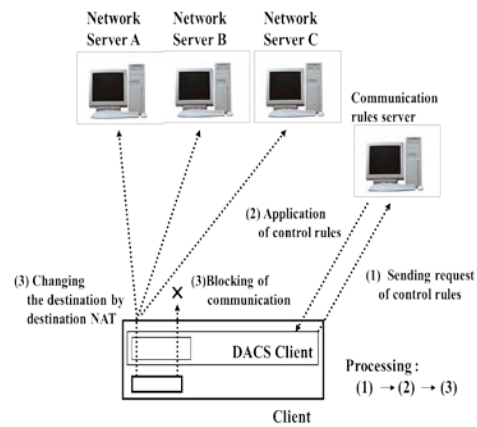 Network
Server A
Network
Server B
Network
Server C
Communication
rules server
(2) Application
of control rules
(1) Sending request
of control rules
(3) Changing
the destination by
destination NAT
(3)Blocking of
communication
X
DACS Client
Client
Processing :
(1) → (2) → (3)